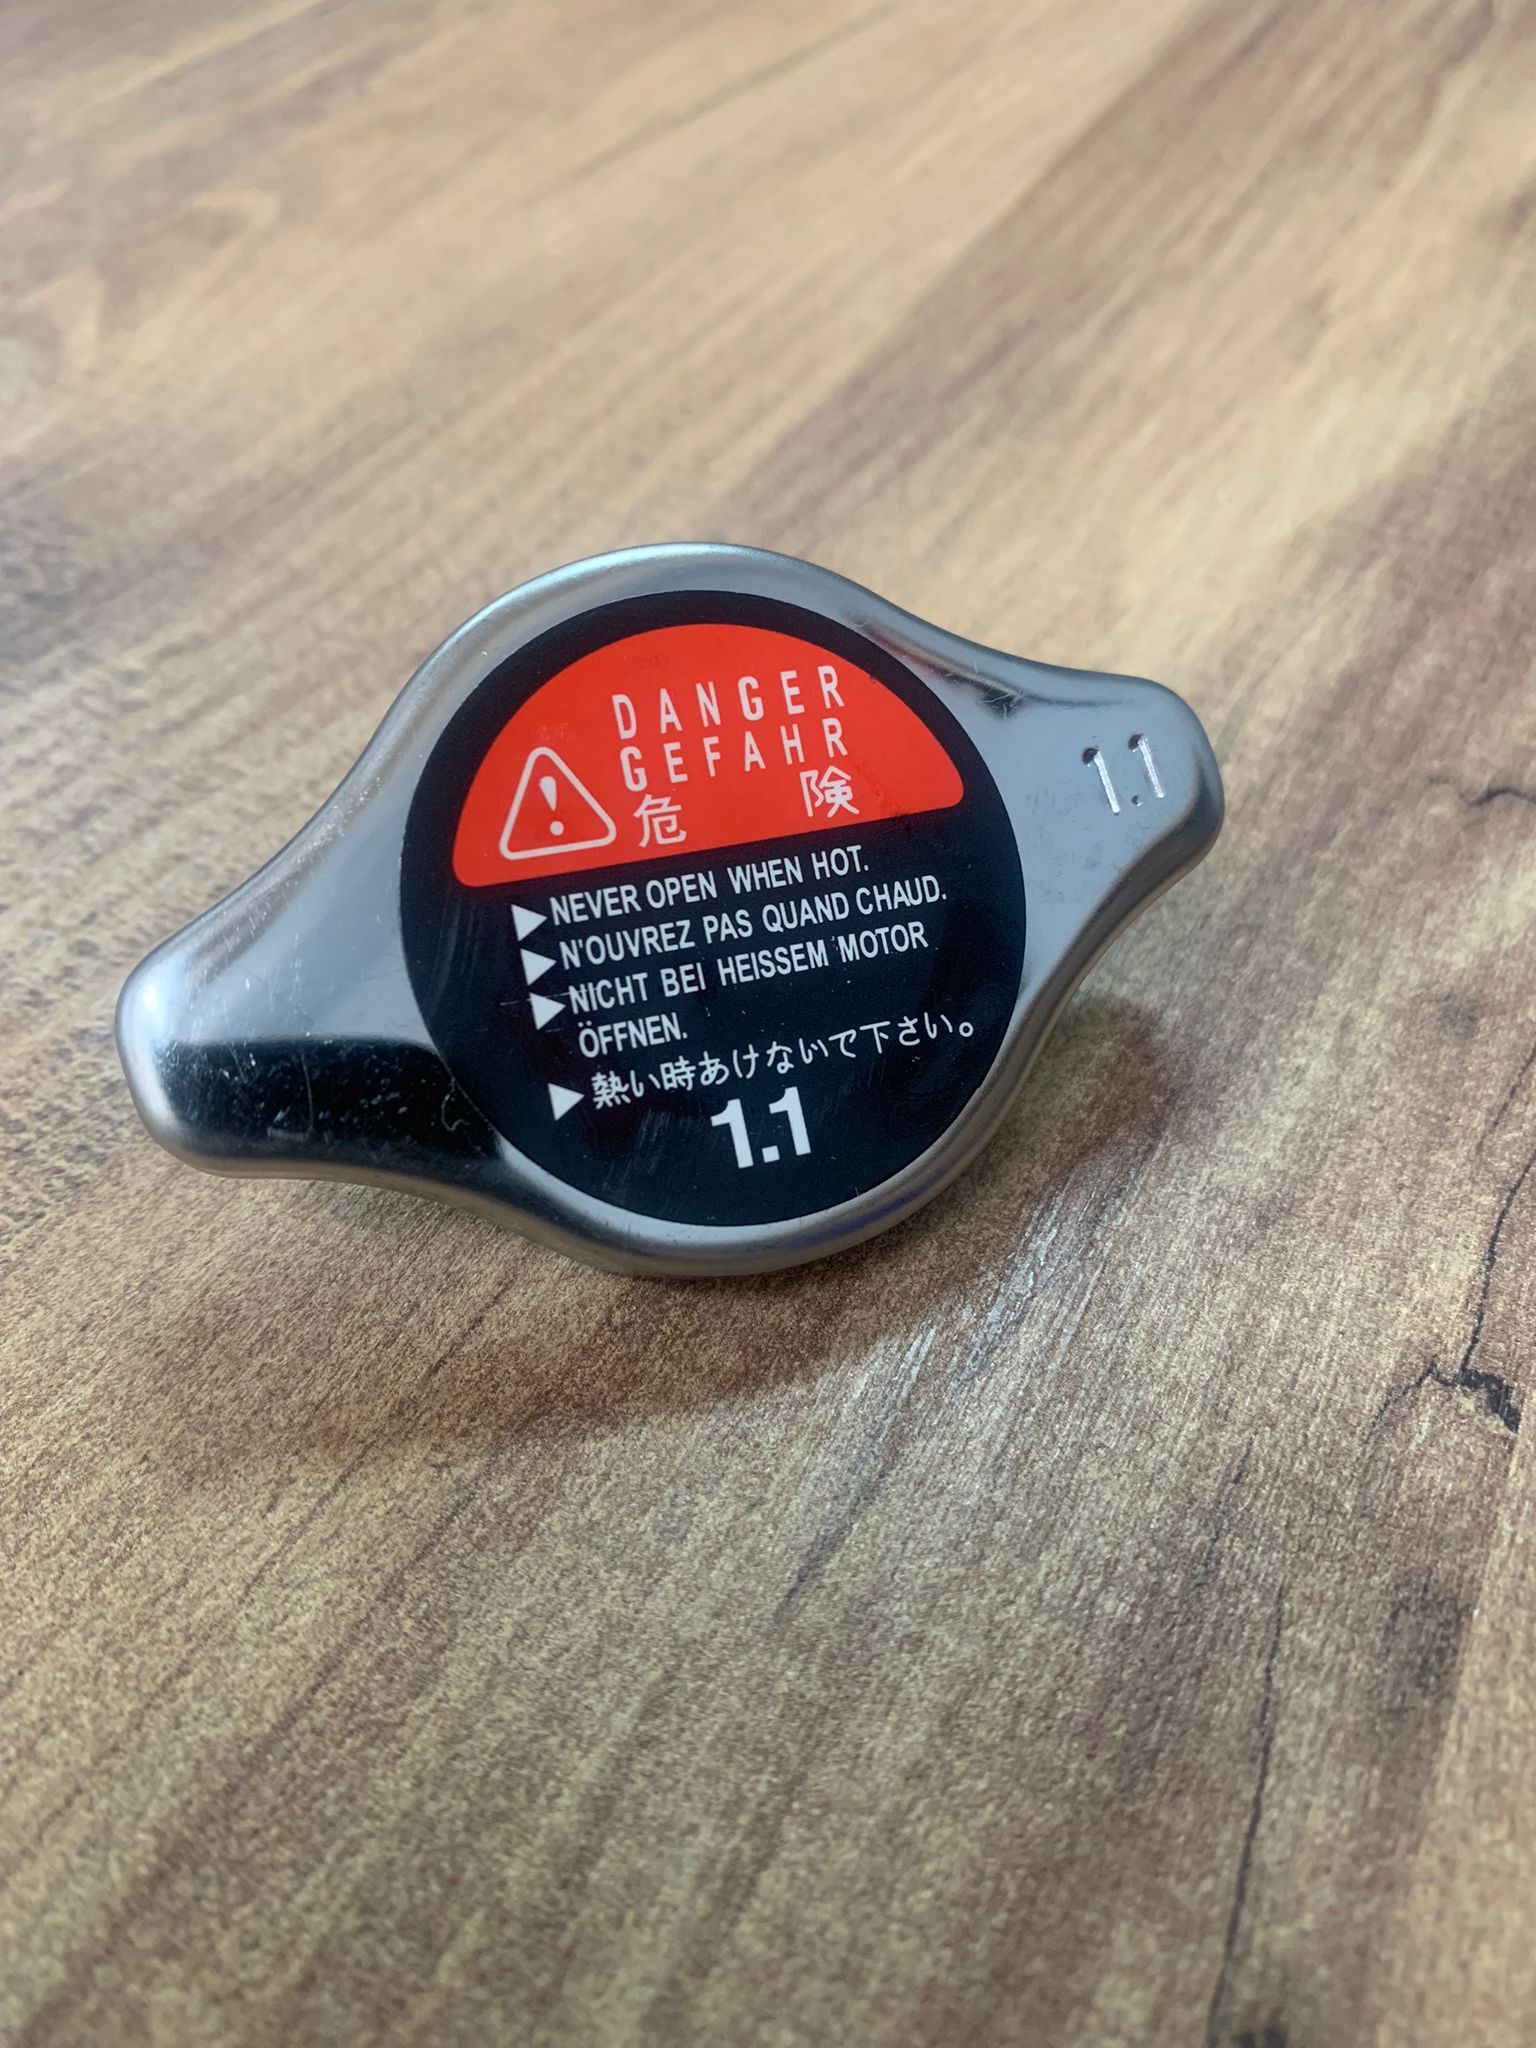 DANGER
GEFAHR
危 険
NEVER OPEN WHEN HOT.
N'OUVREZ PAS QUAND CHAUD.
NICHT BEI HEISSEM MOTOR
ÖFFNEN.
熱い時あけないで下さい。
1.1
1.1